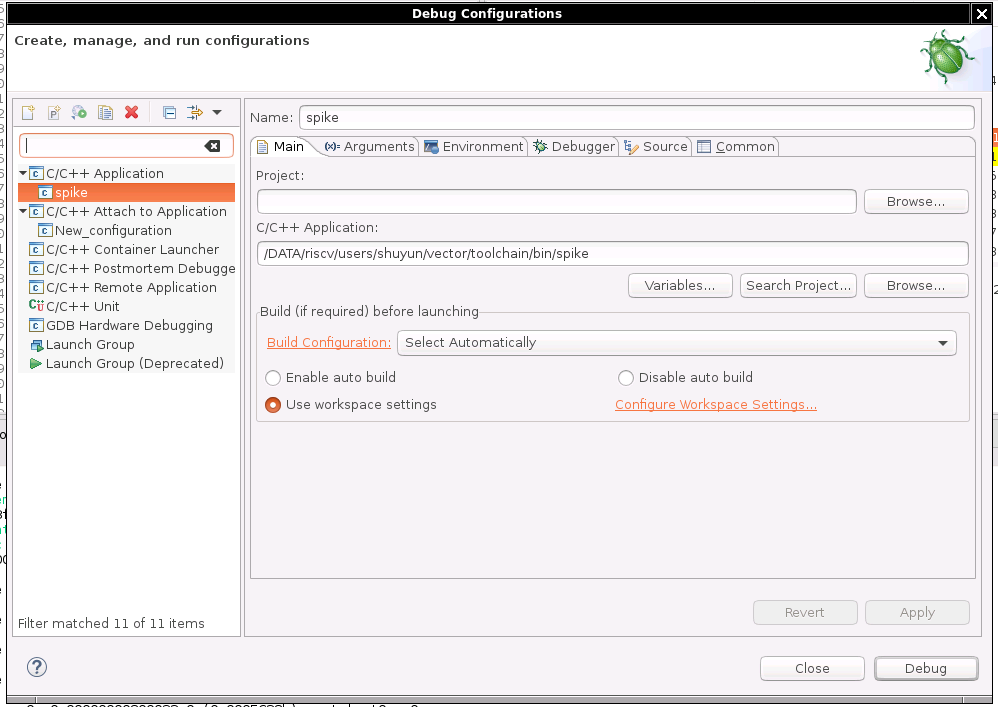 Debug Configurations
Create, manage, and run configurations
Name: spike
Main (x)= Arguments Environment Debugger Source Common
Project:
Browse...
C/C++ Application:
/DATA/riscv/users/shuyun/vector/toolchain/bin/spike
Variables... Search Project... Browse...
Build (if required) before launching
Build Configuration: Select Automatically
Enable auto build Disable auto build
Use workspace settings Configure Workspace Settings...
C/C++ Application
spike
C/C++ Attach to Application
New_configuration
C/C++ Container Launcher
C/C++ Postmortem Debugge
C/C++ Remote Application
C/C++ Unit
GDB Hardware Debugging
Launch Group
Launch Group (Deprecated)
Filter matched 11 of 11 items
Revert Apply
Close Debug